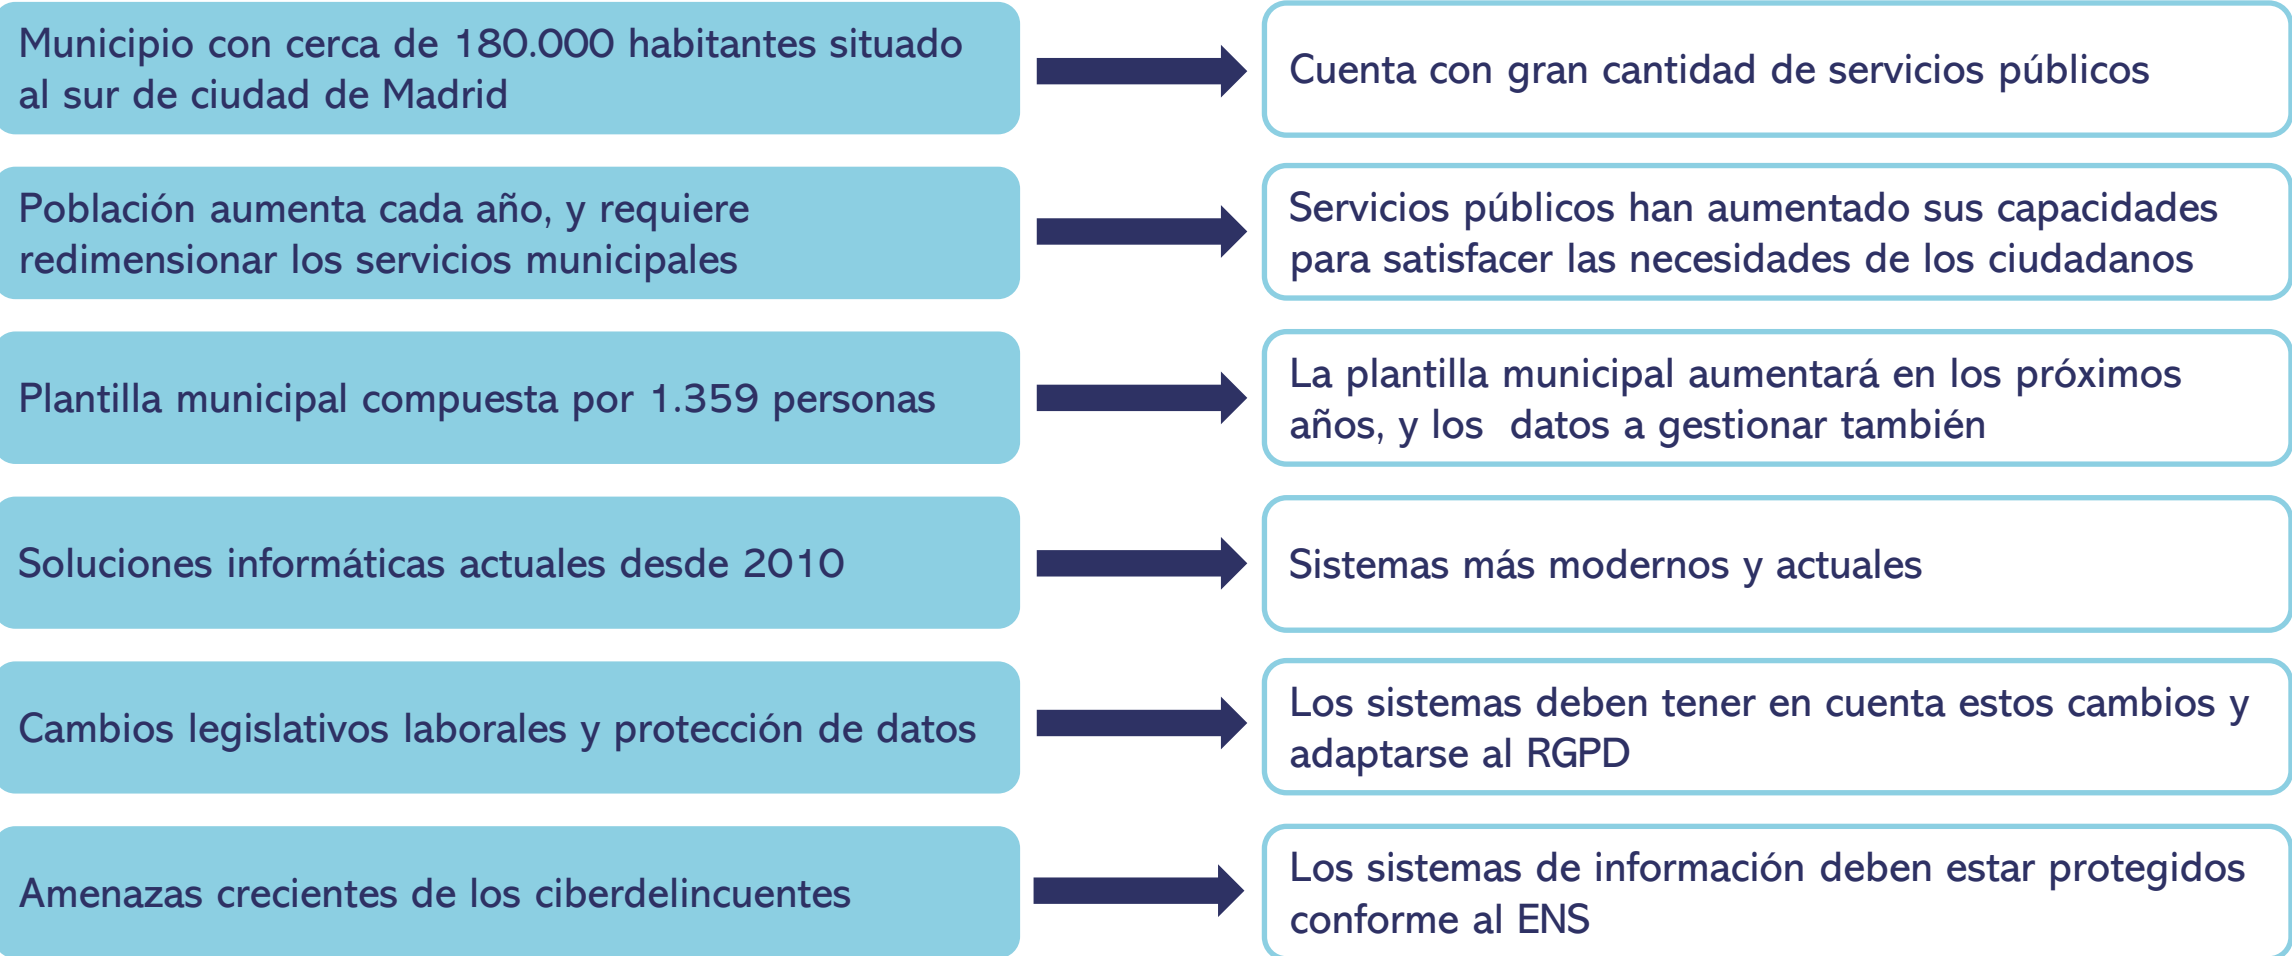 Municipio con cerca de 180.000 habitantes situado
al sur de ciudad de Madrid
Cuenta con gran cantidad de servicios públicos
Población aumenta cada año, y requiere
redimensionar los servicios municipales
Servicios públicos han aumentado sus capacidades
para satisfacer las necesidades de los ciudadanos
Plantilla municipal compuesta por 1.359 personas
La plantilla municipal aumentará en los próximos
años, y los  datos a gestionar también
Soluciones informáticas actuales desde 2010
Sistemas más modernos y actuales
Cambios legislativos laborales y protección de datos
Los sistemas deben tener en cuenta estos cambios y
adaptarse al RGPD
Amenazas crecientes de los ciberdelincuentes
Los sistemas de información deben estar protegidos
conforme al ENS